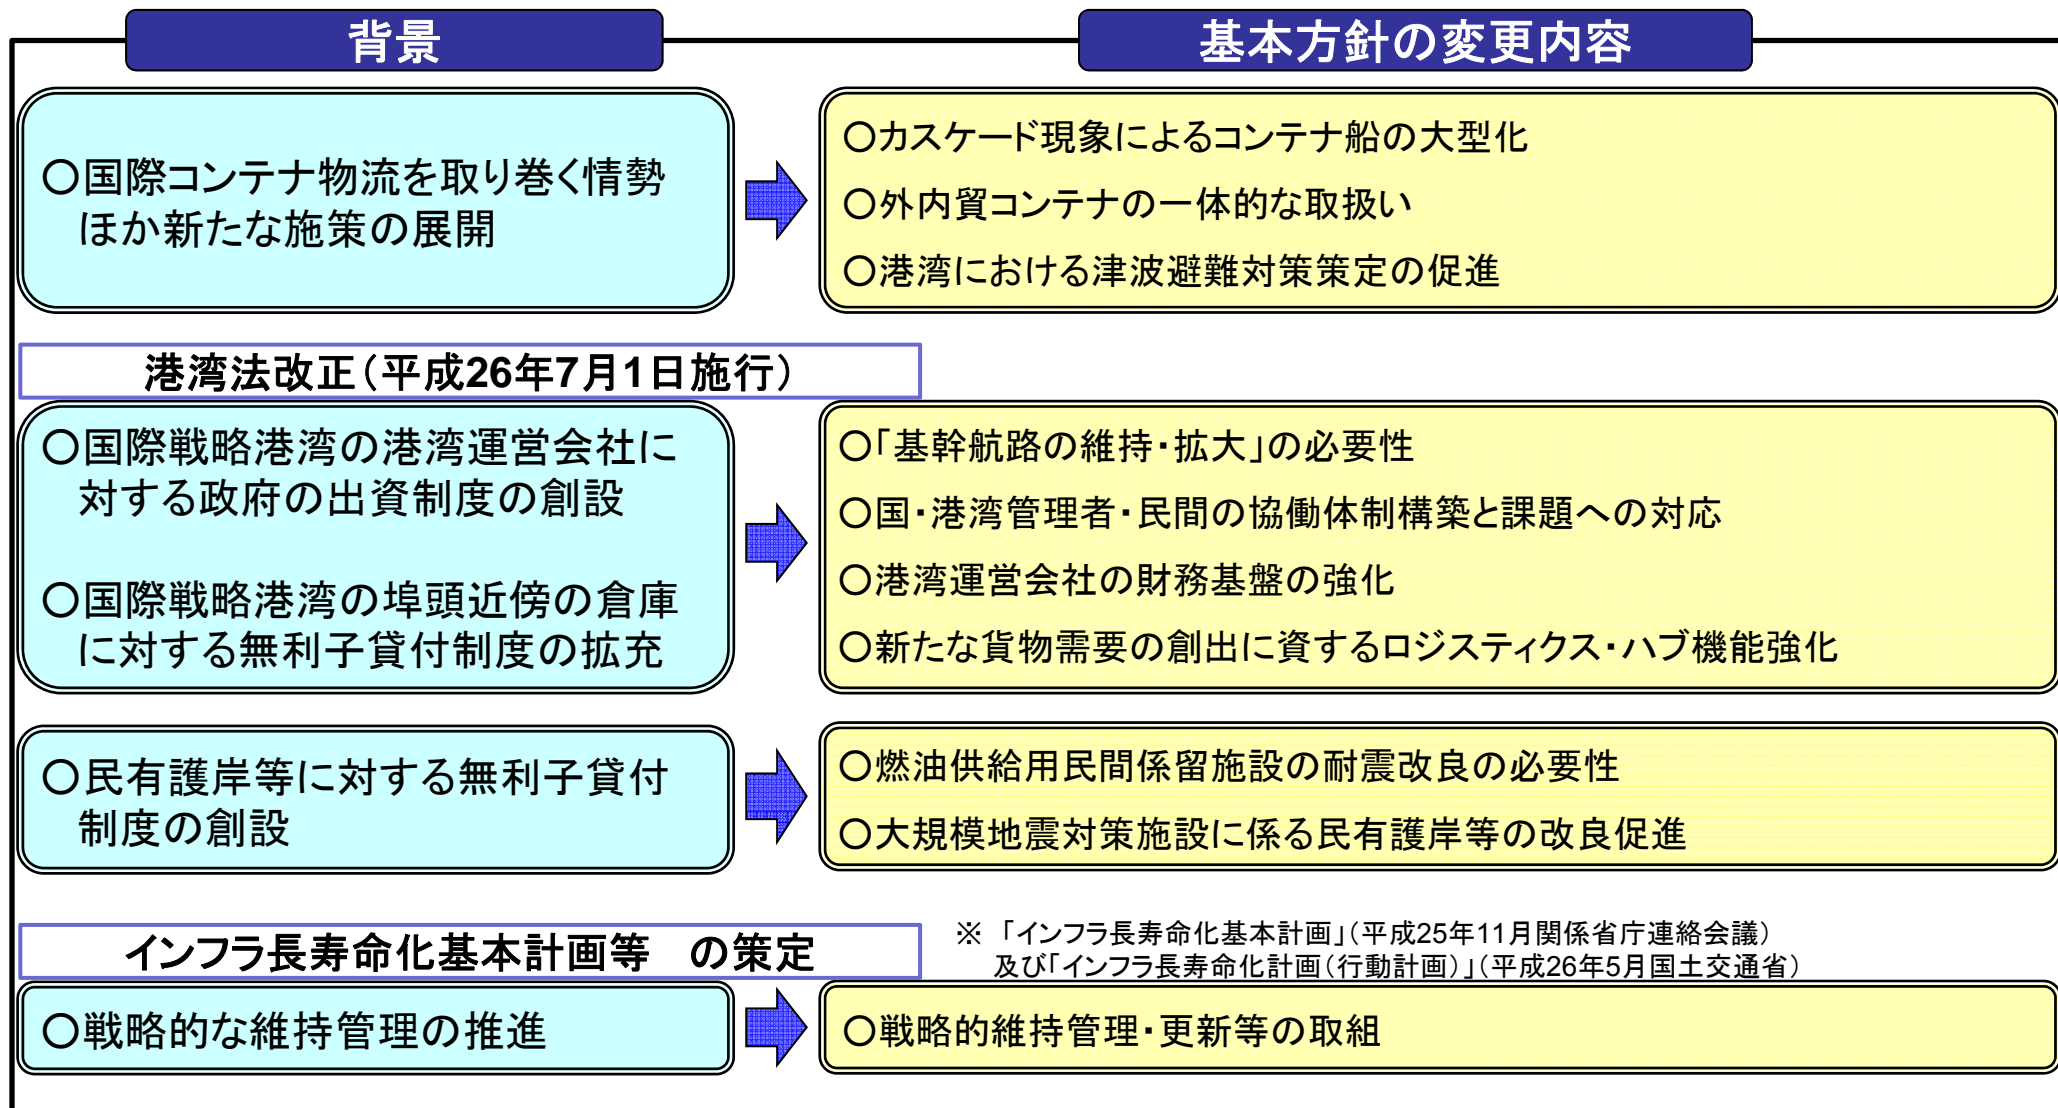 背景
基本方針の変更内容
〇国際コンテナ物流を取り巻く情勢
ほか新たな施策の展開
〇カスケード現象によるコンテナ船の大型化
〇外内貿コンテナの一体的な取扱い
〇港湾における津波避難対策策定の促進
港湾法改正（平成26年7月1日施行）
〇国際戦略港湾の港湾運営会社に
対する政府の出資制度の創設
〇国際戦略港湾の埠頭近傍の倉庫
に対する無利子貸付制度の拡充
〇「基幹航路の維持・拡大」の必要性
〇国・港湾管理者・民間の協働体制構築と課題への対応
〇港湾運営会社の財務基盤の強化
〇新たな貨物需要の創出に資するロジスティクス・ハブ機能強化
〇民有護岸等に対する無利子貸付
制度の創設
〇燃油供給用民間係留施設の耐震改良の必要性
〇大規模地震対策施設に係る民有護岸等の改良促進
インフラ長寿命化基本計画等　の策定
※ 「インフラ長寿命化基本計画」（平成25年11月関係省庁連絡会議）
及び「インフラ長寿命化計画（行動計画）」（平成26年5月国土交通省）
〇戦略的な維持管理の推進
〇戦略的維持管理・更新等の取組